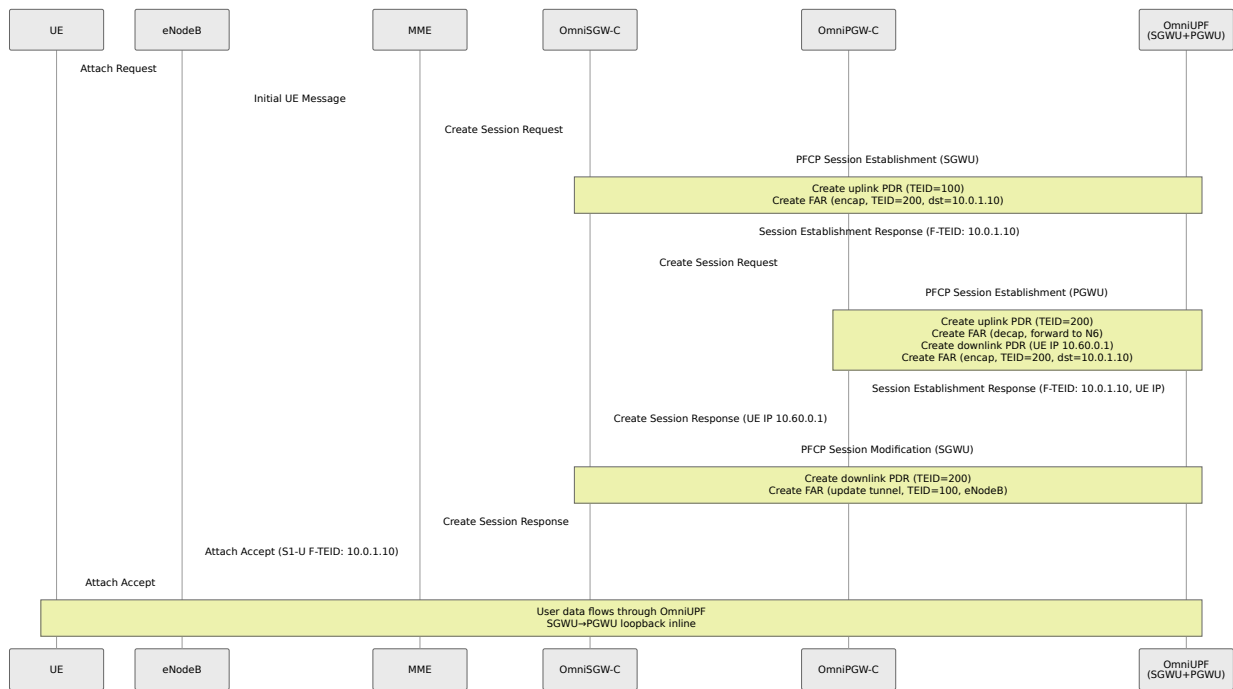 UE
eNodeB
MME
OmniSGW-C
OmniPGW-C
OmniUPF
(SGWU+PGWU)
Attach Request
Initial UE Message
Create Session Request
PFCP Session Establishment (SGWU)
Create uplink PDR (TEID=100)
Create FAR (encap, TEID=200, dst=10.0.1.10)
Session Establishment Response (F-TEID: 10.0.1.10)
Create Session Request
PFCP Session Establishment (PGWU)
Create uplink PDR (TEID=200)
Create FAR (decap, forward to N6)
Create downlink PDR (UE IP 10.60.0.1)
Create FAR (encap, TEID=200, dst=10.0.1.10)
Session Establishment Response (F-TEID: 10.0.1.10, UE IP)
Create Session Response (UE IP 10.60.0.1)
PFCP Session Modification (SGWU)
Create downlink PDR (TEID=200)
Create FAR (update tunnel, TEID=100, eNodeB)
Create Session Response
Attach Accept (S1-U F-TEID: 10.0.1.10)
Attach Accept
User data flows through OmniUPF
SGWU→PGWU loopback inline
UE
eNodeB
MME
OmniSGW-C
OmniPGW-C
OmniUPF
(SGWU+PGWU)